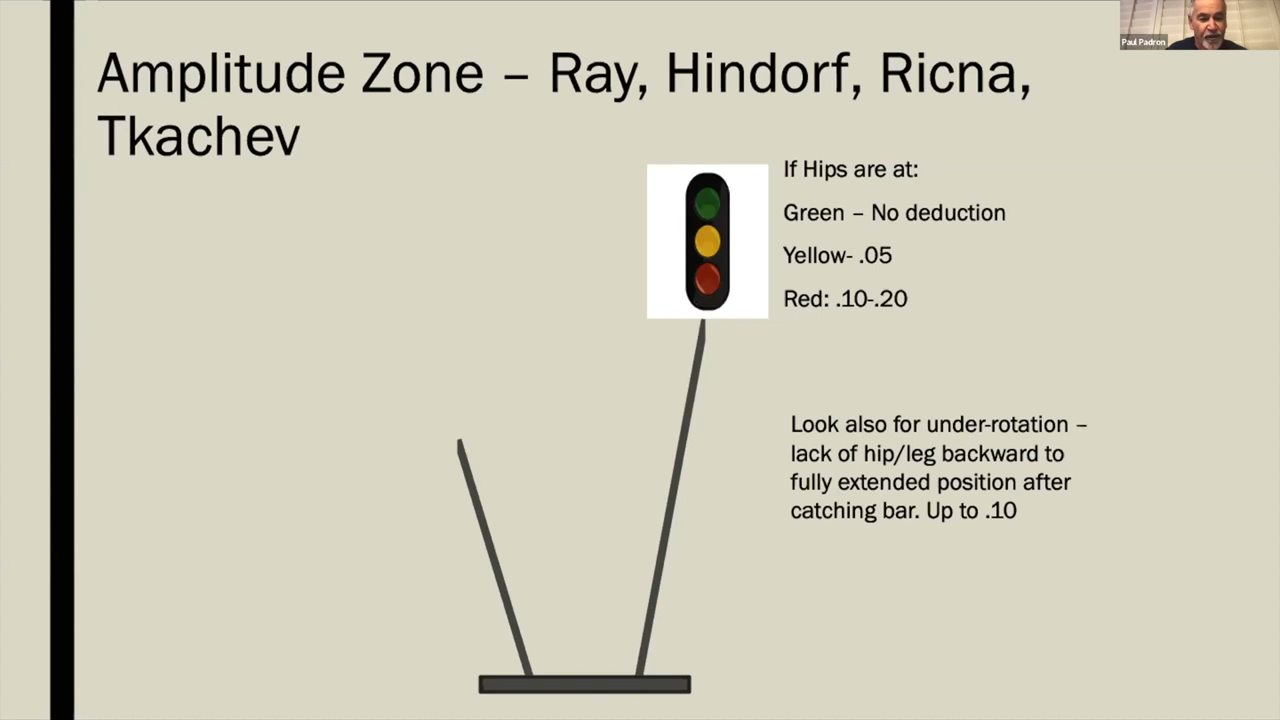 Paul Padron
Amplitude Zone – Ray, Hindorf, Ricna,
Tkachev
If Hips are at:
Green – No deduction
Yellow- .05
Red: .10-.20
Look also for under-rotation –
lack of hip/leg backward to
fully extended position after
catching bar. Up to .10